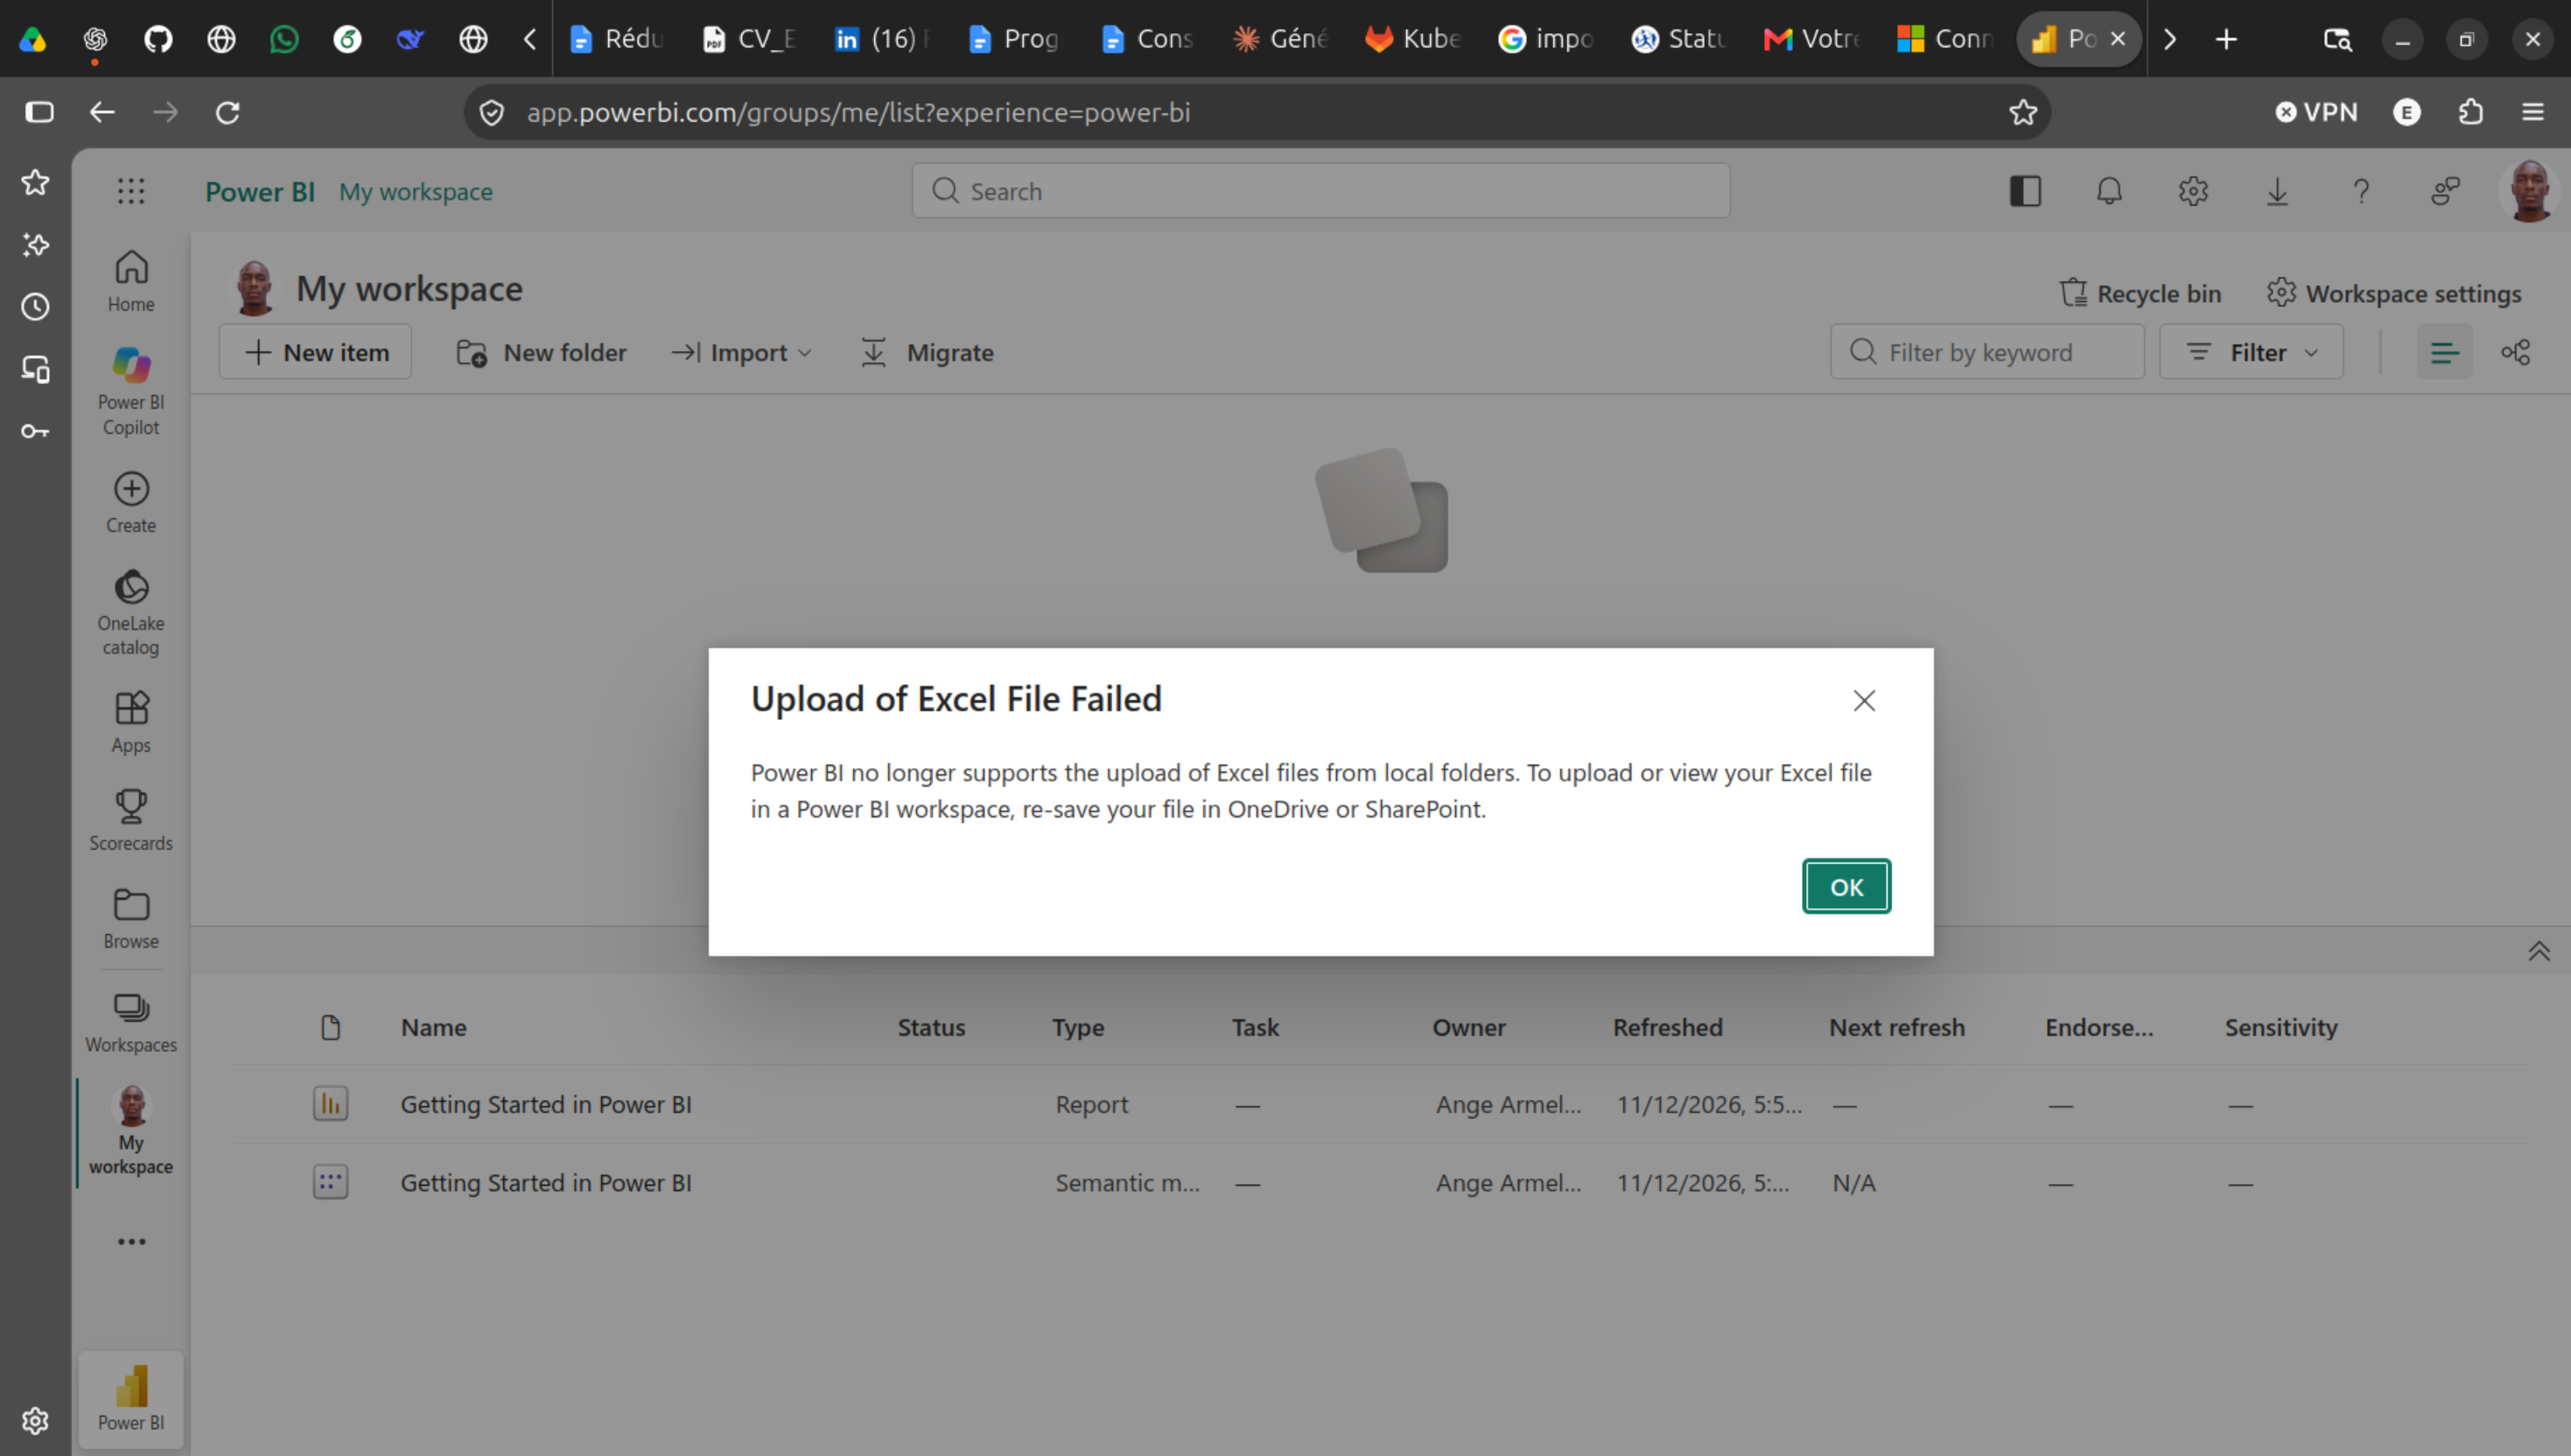 Rédu
CV_E
(16) F
Prog
Cons
Géné
Kube
impo
Statu
Votre
Conn
Po
app.powerbi.com/groups/me/list?experience=power-bi
VPN
E
Power BI My workspace
Search
Home
Power BI
Copilot
Create
OneLake
catalog
Apps
Scorecards
Browse
Workspaces
My
workspace
Power BI
My workspace
Recycle bin
Workspace settings
New item
New folder
Import
Migrate
Filter by keyword
Filter
Upload of Excel File Failed
Power BI no longer supports the upload of Excel files from local folders. To upload or view your Excel file
in a Power BI workspace, re-save your file in OneDrive or SharePoint.
OK
Name Status Type Task Owner Refreshed Next refresh Endorse... Sensitivity
Getting Started in Power BI Report — Ange Armel... 11/12/2026, 5:5... — — —
Getting Started in Power BI Semantic m... — Ange Armel... 11/12/2026, 5:... N/A — —